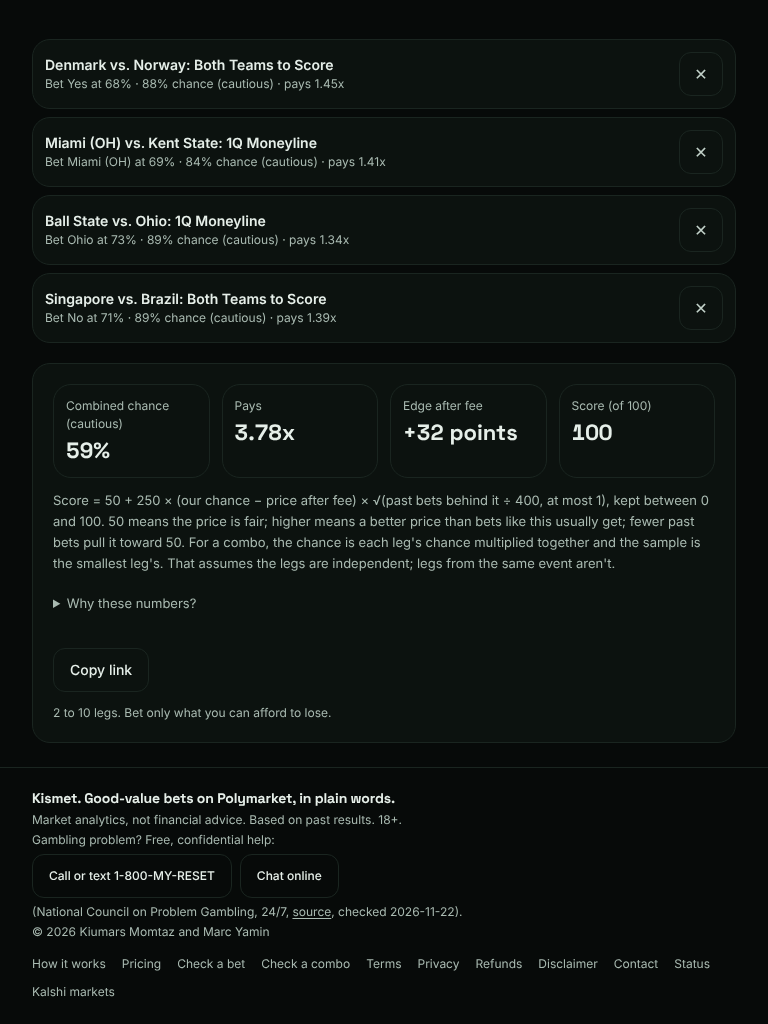 Denmark vs. Norway: Both Teams to Score
Bet Yes at 68% · 88% chance (cautious) · pays 1.45x
✕
Miami (OH) vs. Kent State: 1Q Moneyline
Bet Miami (OH) at 69% · 84% chance (cautious) · pays 1.41x
✕
Ball State vs. Ohio: 1Q Moneyline
Bet Ohio at 73% · 89% chance (cautious) · pays 1.34x
✕
Singapore vs. Brazil: Both Teams to Score
Bet No at 71% · 89% chance (cautious) · pays 1.39x
✕
Combined chance
(cautious)
59%
Pays
3.78x
Edge after fee
+32 points
Score (of 100)
100
Score = 50 + 250 × (our chance − price after fee) × √(past bets behind it ÷ 400, at most 1), kept between 0
and 100. 50 means the price is fair; higher means a better price than bets like this usually get; fewer past
bets pull it toward 50. For a combo, the chance is each leg's chance multiplied together and the sample is
the smallest leg's. That assumes the legs are independent; legs from the same event aren't.
▶ Why these numbers?
Copy link
2 to 10 legs. Bet only what you can afford to lose.
Kismet. Good-value bets on Polymarket, in plain words.
Market analytics, not financial advice. Based on past results. 18+.
Gambling problem? Free, confidential help:
Call or text 1-800-MY-RESET
Chat online
(National Council on Problem Gambling, 24/7, source, checked 2026-11-22).
© 2026 Kiumars Momtaz and Marc Yamin
How it works Pricing Check a bet Check a combo Terms Privacy Refunds Disclaimer Contact Status
Kalshi markets